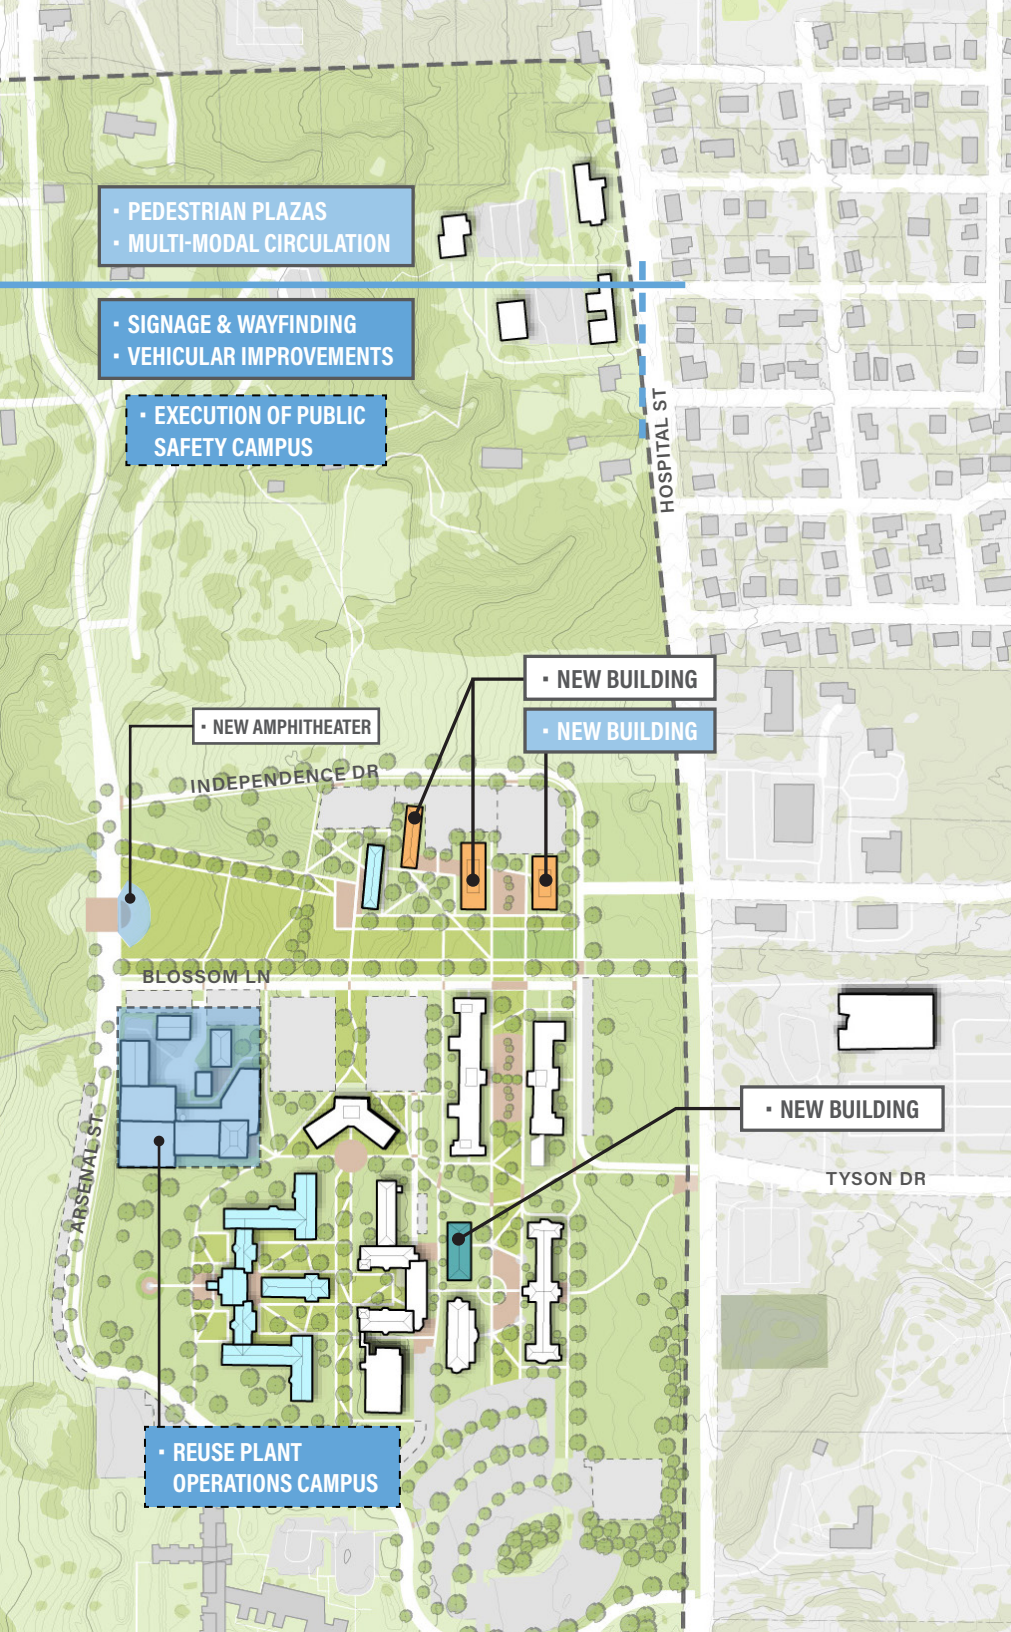 · PEDESTRIAN PLAZAS
· MULTI-MODAL CIRCULATION
· SIGNAGE & WAYFINDING
· VEHICULAR IMPROVEMENTS
· EXECUTION OF PUBLIC
SAFETY CAMPUS
HOSPITAL ST
· NEW BUILDING
· NEW AMPHITHEATER
· NEW BUILDING
INDEPENDENCE DR
BLOSSOM LN
· NEW BUILDING
ARSENAL ST
TYSON DR
· REUSE PLANT
OPERATIONS CAMPUS